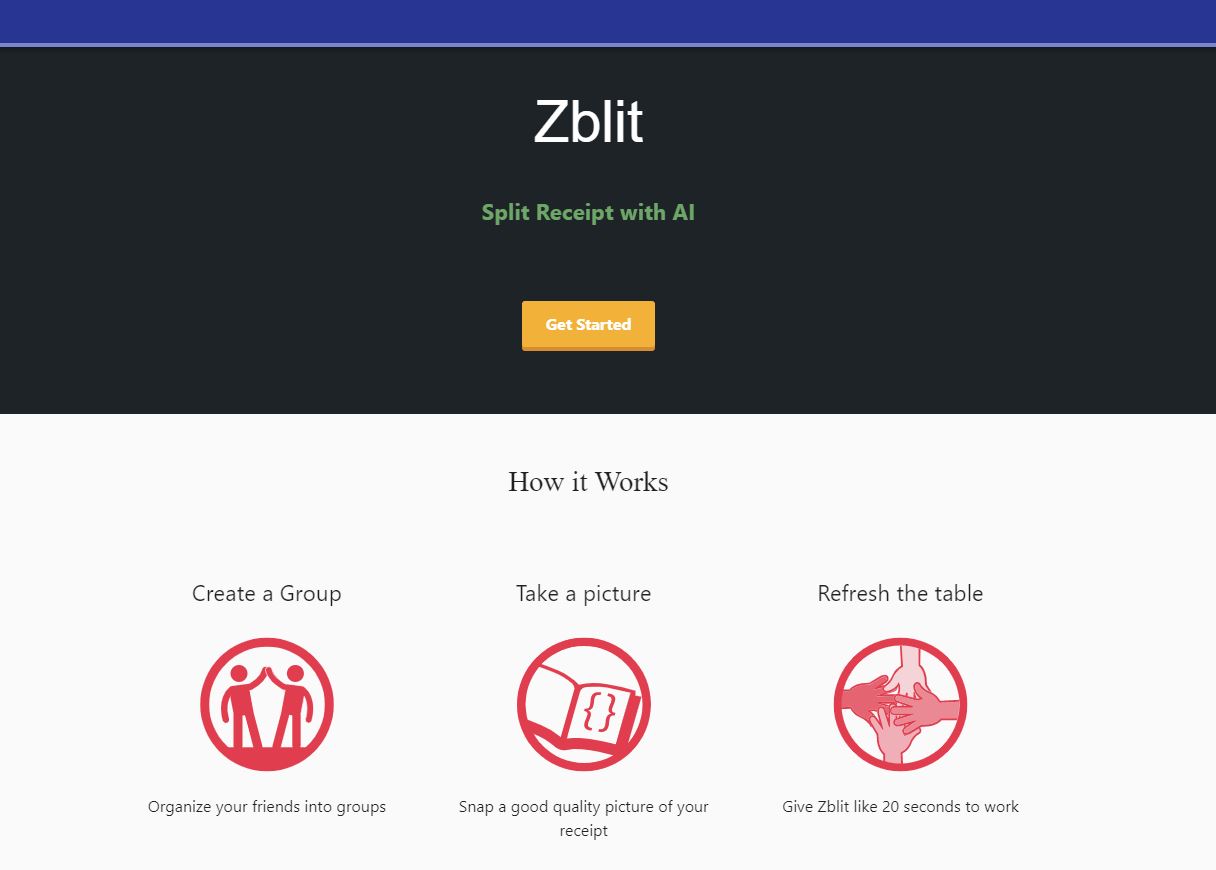 Zblit
Split Receipt with AI
Get Started
How it Works
Create a Group
Take a picture
Refresh the table
{ }
Organize your friends into groups
Snap a good quality picture of your
receipt
Give Zblit like 20 seconds to work